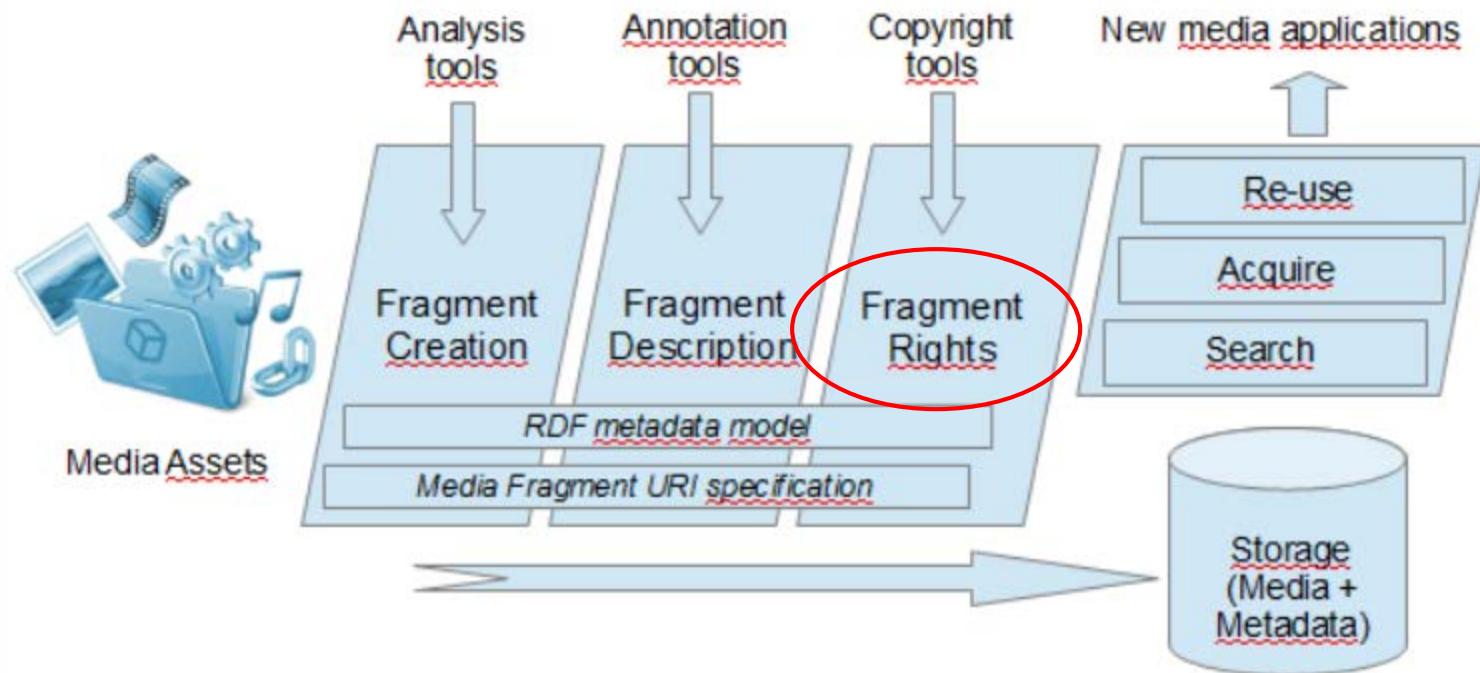 Analysis
tools
Annotation
tools
Copyright
tools
New media applications
Fragment
Creation
Fragment
Description
Fragment
Rights
Re-use
Acquire
Search
RDF metadata model
Media Fragment URI specification
Media Assets
Storage
(Media +
Metadata)